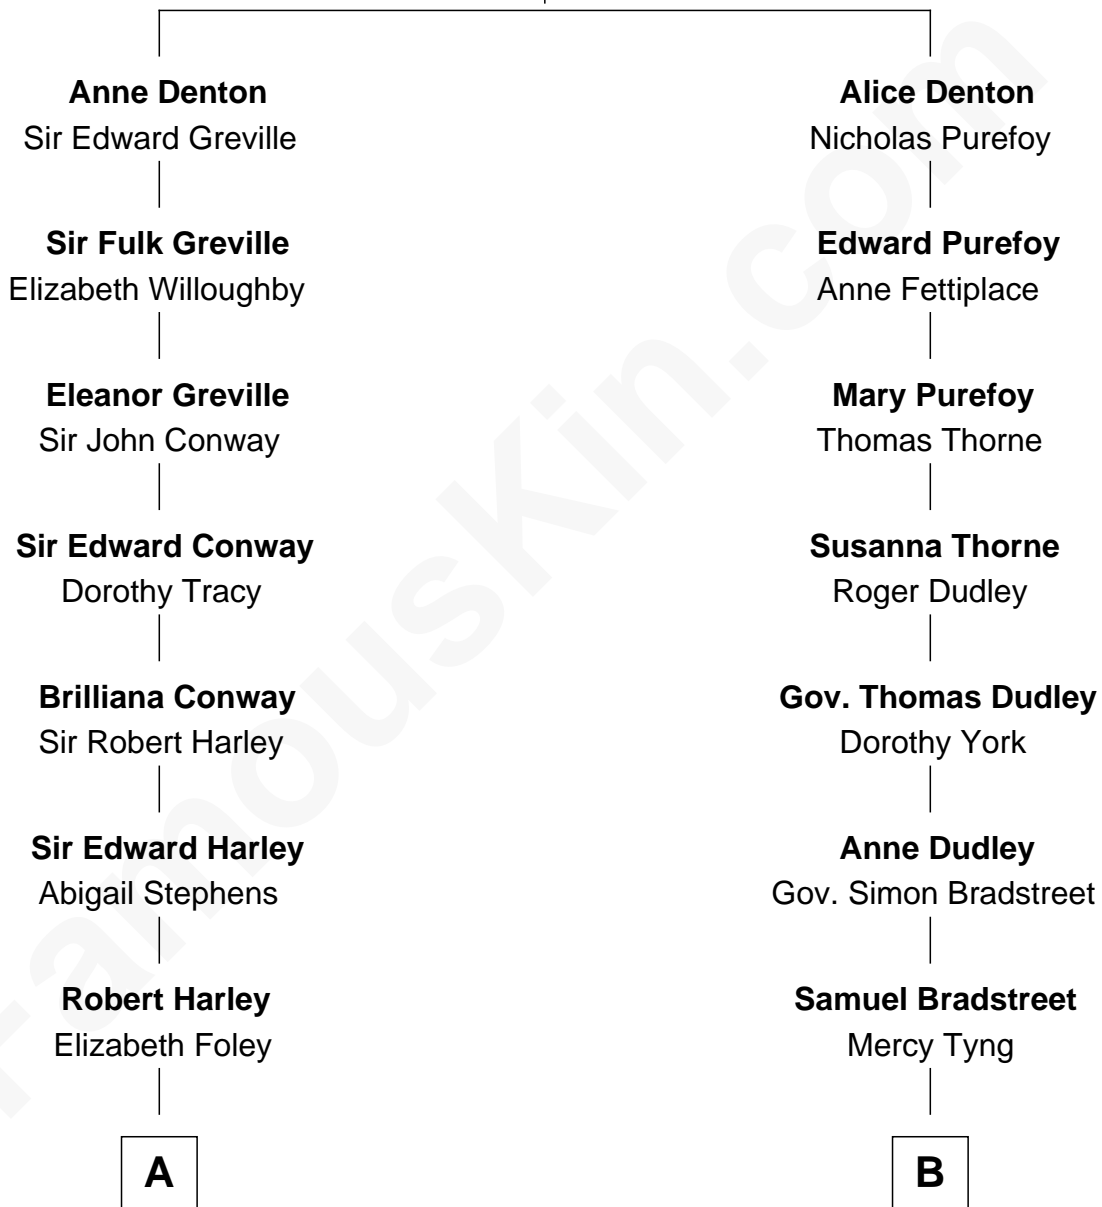 Anne Denton
Sir Edward Greville
Sir Fulk Greville
Elizabeth Willoughby
Eleanor Greville
Sir John Conway
Sir Edward Conway
Dorothy Tracy
Brilliana Conway
Sir Robert Harley
Sir Edward Harley
Abigail Stephens
Robert Harley
Elizabeth Foley
A
Alice Denton
Nicholas Purefoy
Edward Purefoy
Anne Fettiplace
Mary Purefoy
Thomas Thorne
Susanna Thorne
Roger Dudley
Gov. Thomas Dudley
Dorothy York
Anne Dudley
Gov. Simon Bradstreet
Samuel Bradstreet
Mercy Tyng
B
FamousKin.com